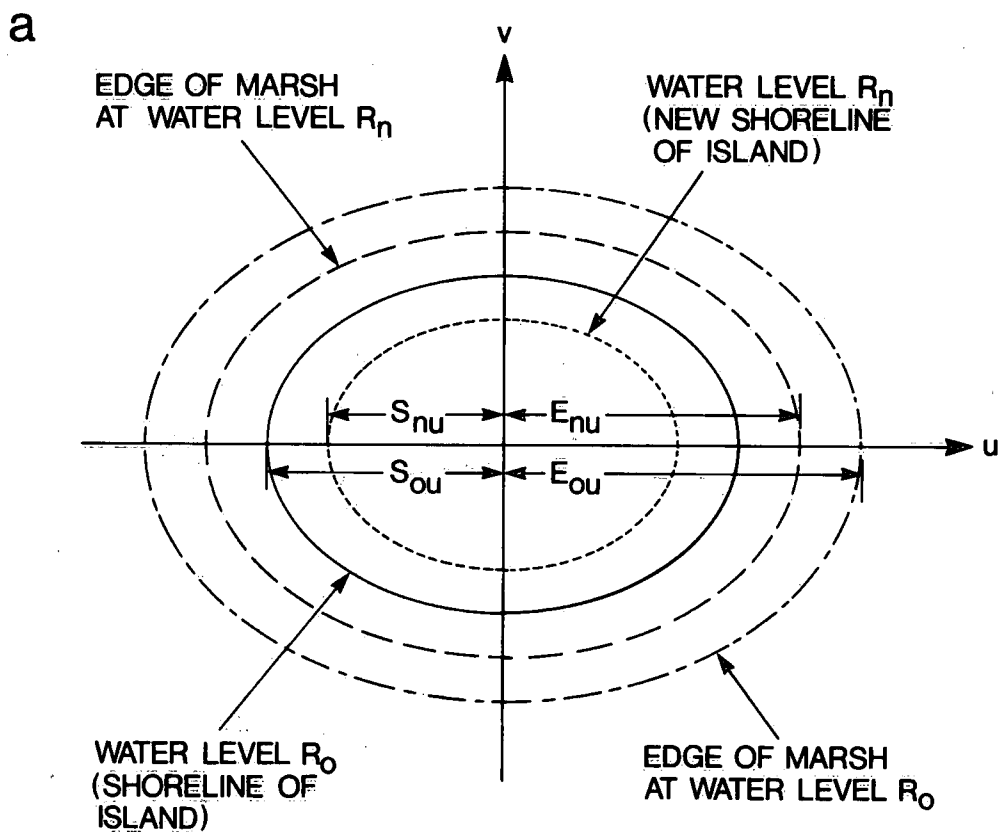 a
v
EDGE OF MARSH
AT WATER LEVEL Rn
WATER LEVEL Rn
(NEW SHORELINE
OF ISLAND)
Snu
Enu
u
Sou
Eou
WATER LEVEL Ro
(SHORELINE OF
ISLAND)
EDGE OF MARSH
AT WATER LEVEL Ro